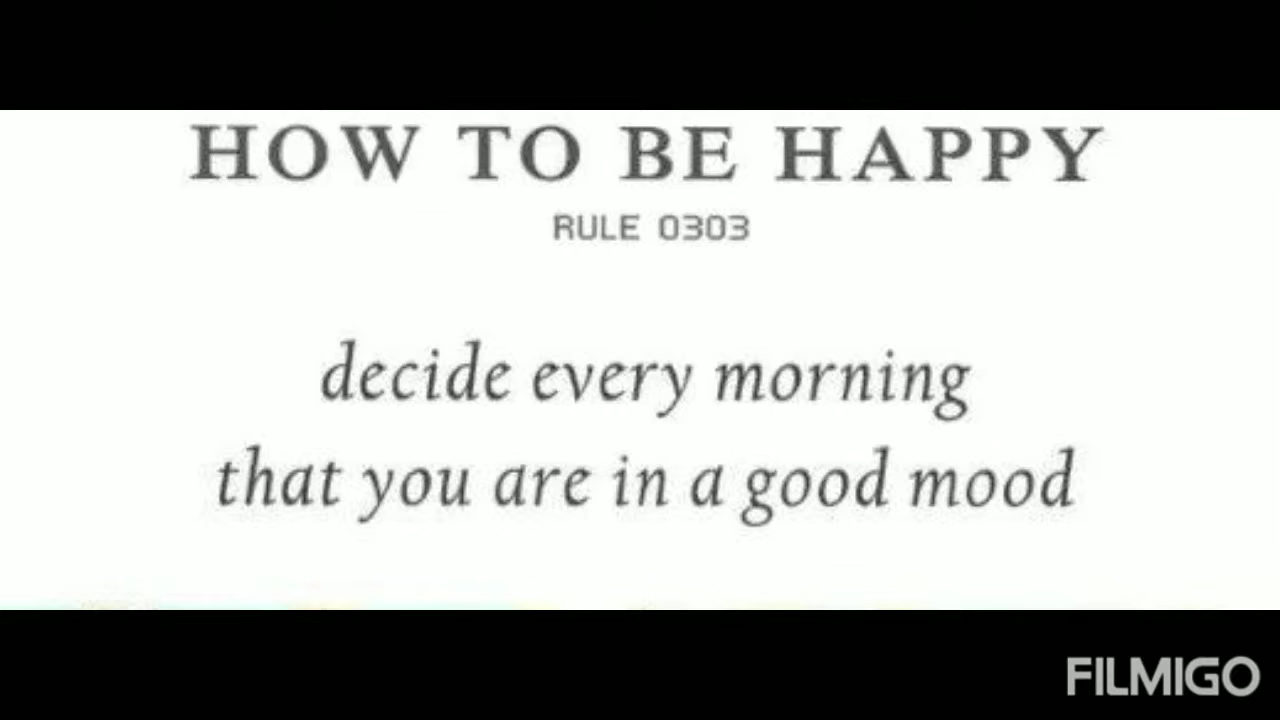 HOW TO BE HAPPY
RULE 0303
decide every morning
that you are in a good mood
FILMIGO